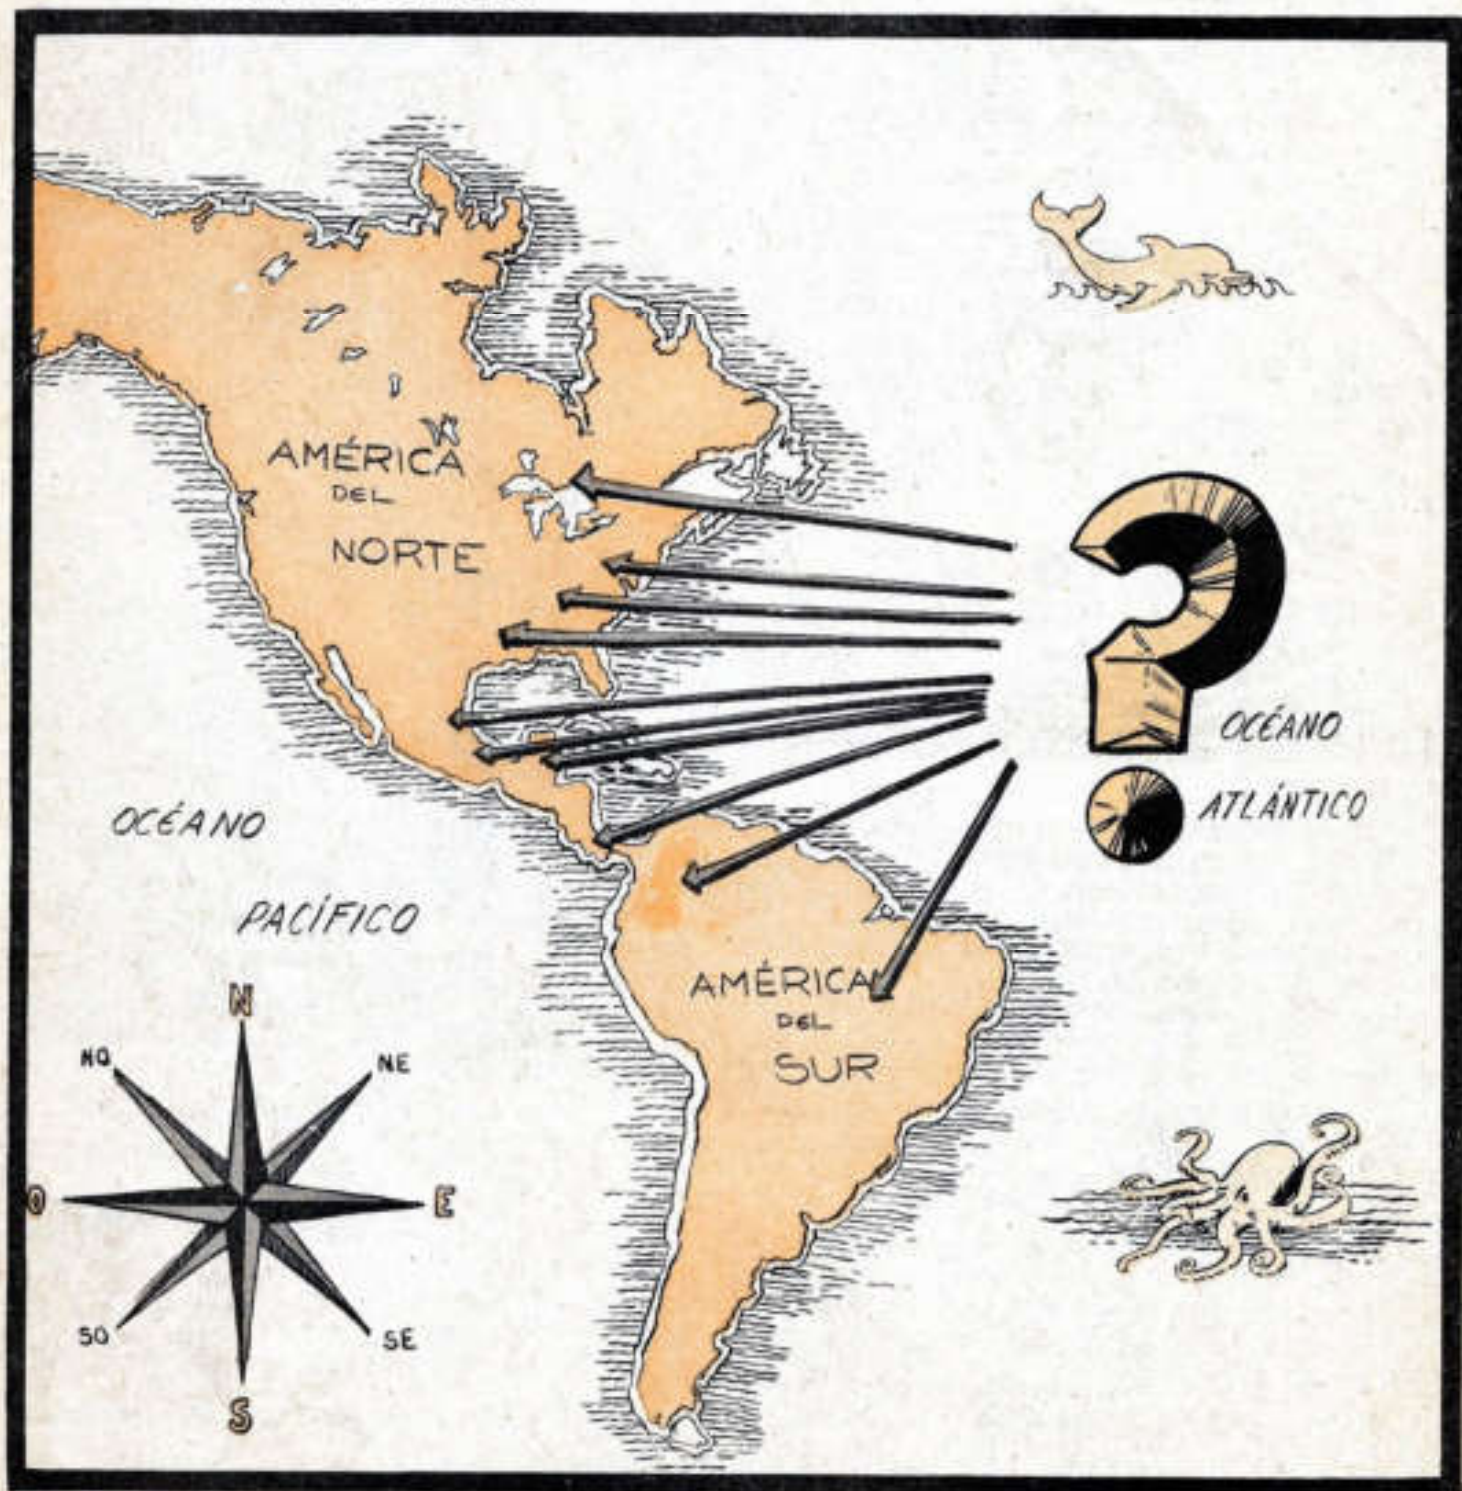 AMÉRICA
DEL
NORTE
?
OCÉANO
ATLÁNTICO
OCÉANO
PACÍFICO
AMÉRICA
DEL
SUR
N
NO
NE
O
E
SO
SE
S